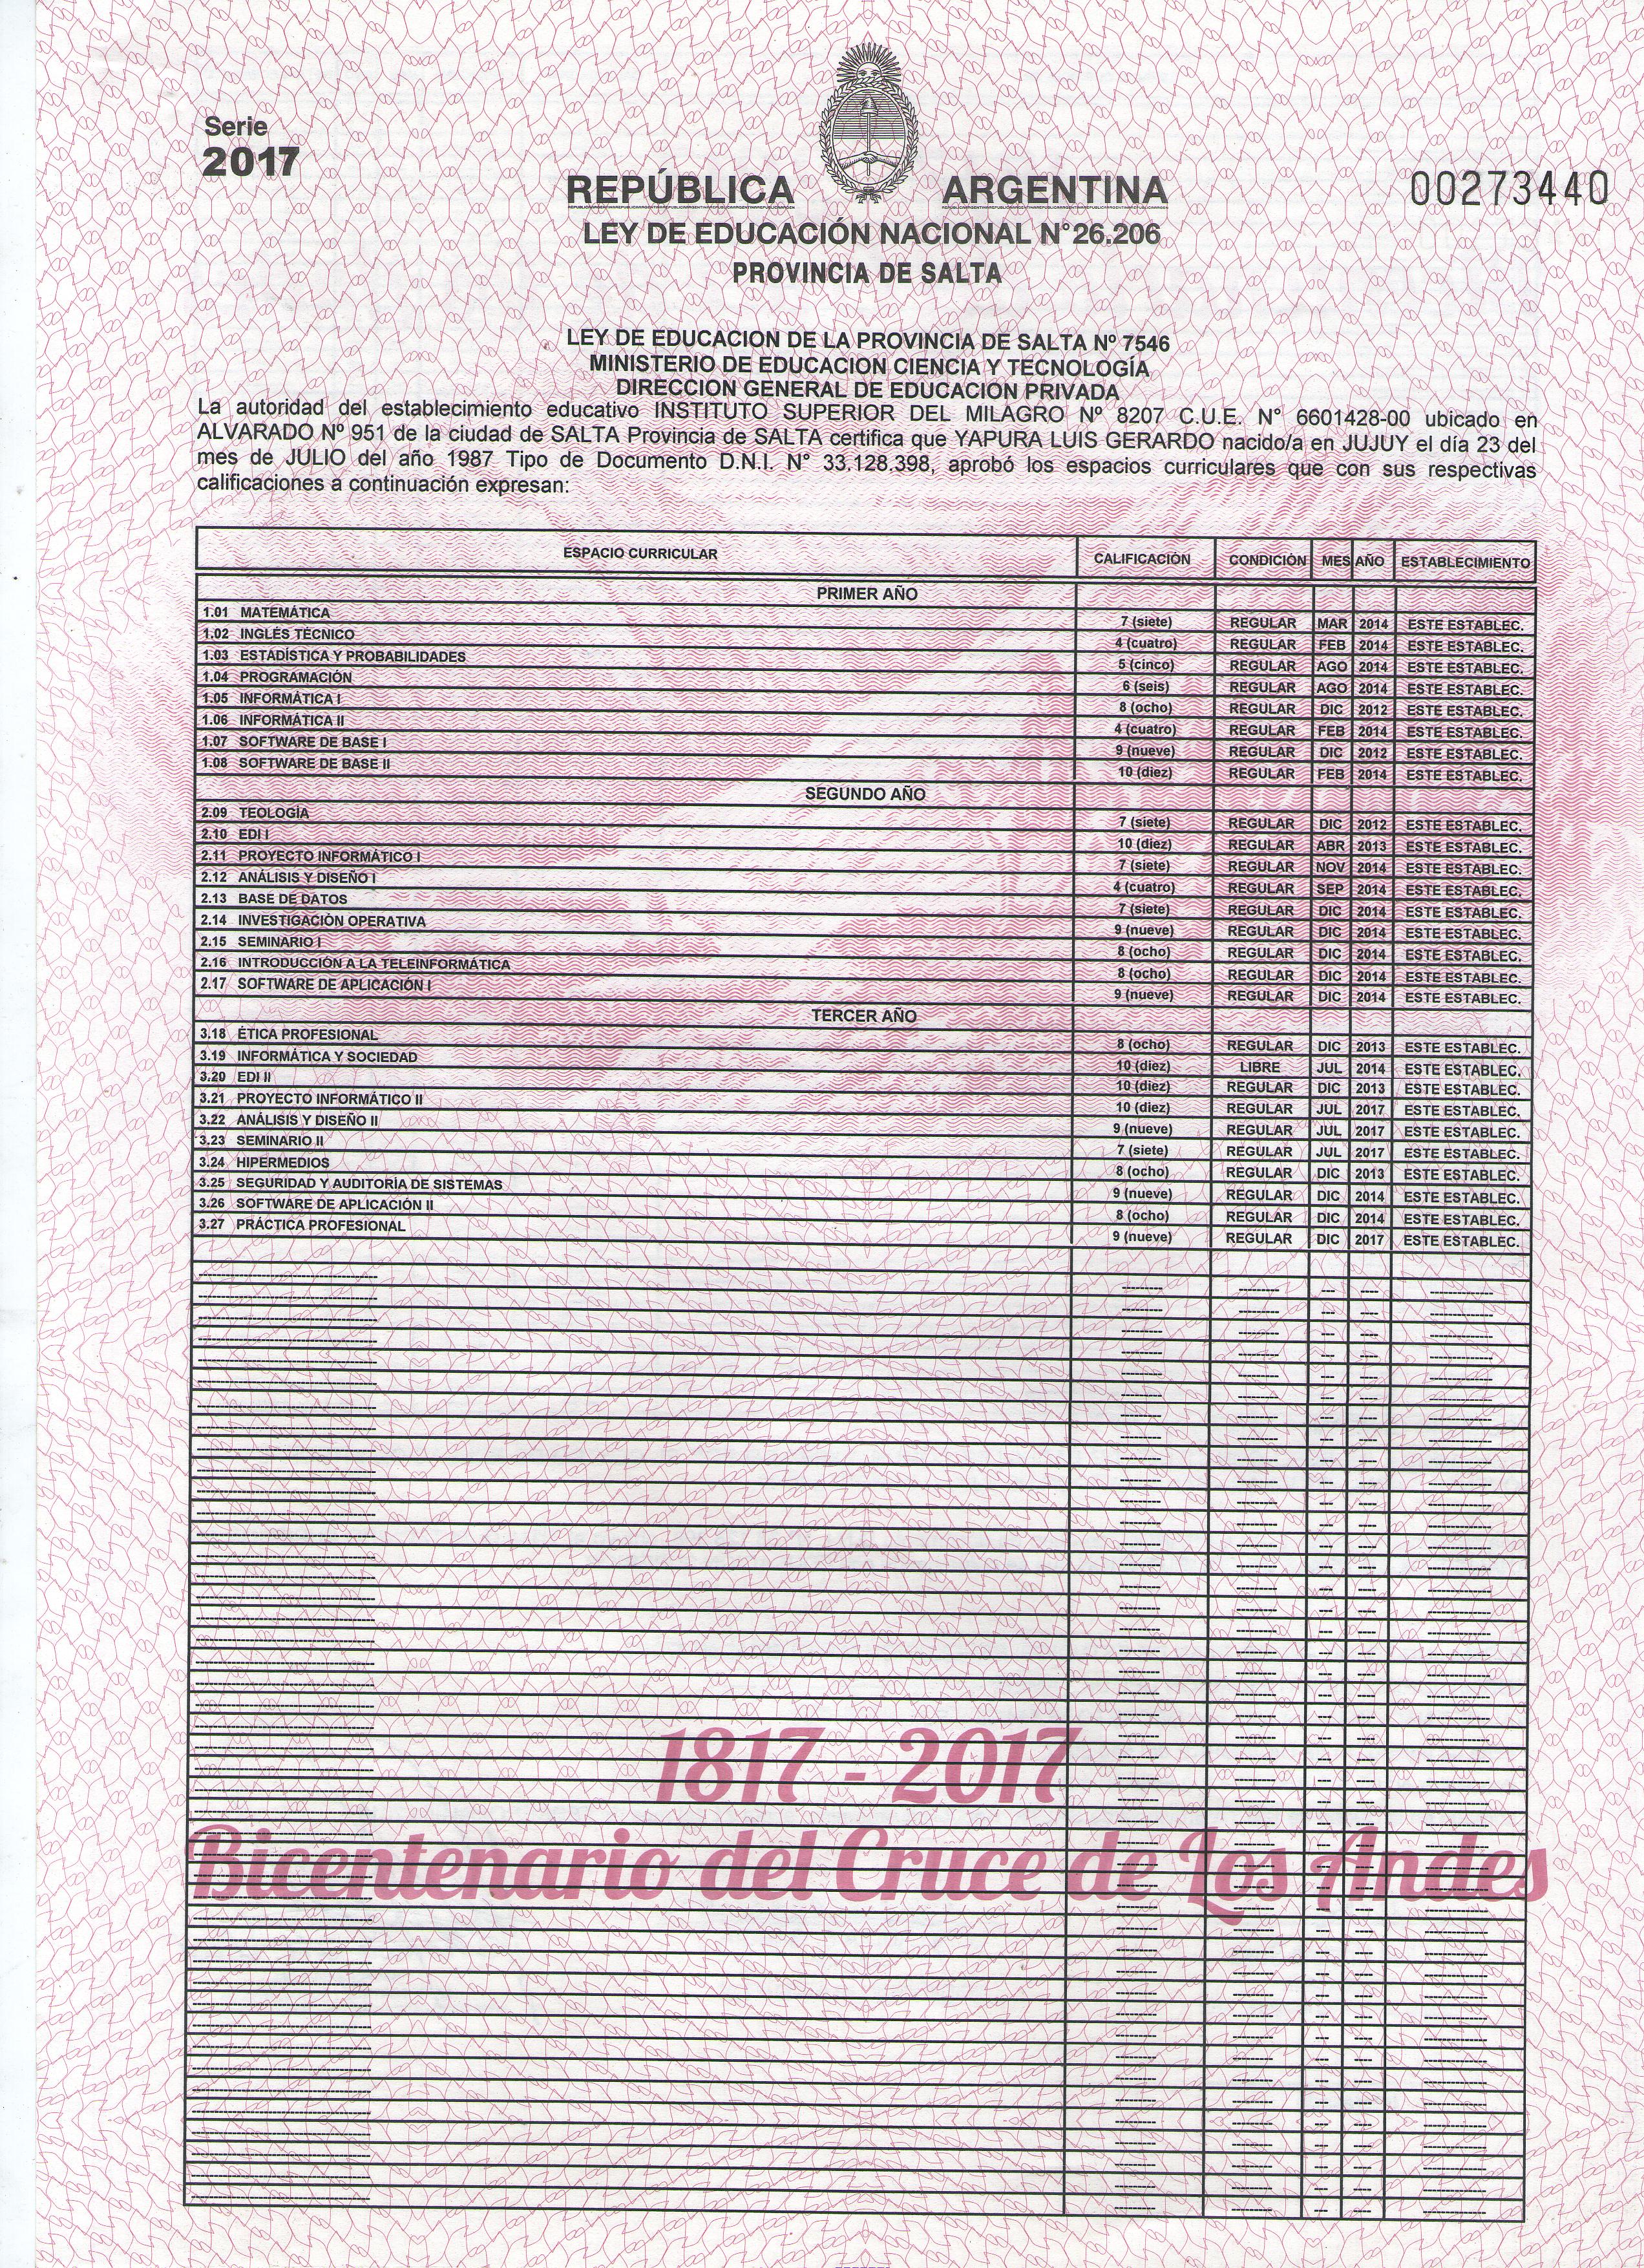 Serie
2017
REPÚBLICA ARGENTINA
00273440
LEY DE EDUCACIÓN NACIONAL N°26.206
PROVINCIA DE SALTA
LEY DE EDUCACION DE LA PROVINCIA DE SALTA Nº 7546
MINISTERIO DE EDUCACION CIENCIA Y TECNOLOGÍA
DIRECCION GENERAL DE EDUCACION PRIVADA
La autoridad del establecimiento educativo INSTITUTO SUPERIOR DEL MILAGRO Nº 8207 C.U.E. N° 6601428-00 ubicado en
ALVARADO Nº 951 de la ciudad de SALTA Provincia de SALTA certifica que YAPURA LUIS GERARDO nacido/a en JUJUY el día 23 del
mes de JULIO del año 1987 Tipo de Documento D.N.I. N° 33.128.398, aprobó los espacios curriculares que con sus respectivas
calificaciones a continuación expresan:
ESPACIO CURRICULAR CALIFICACIÓN CONDICIÓN MES AÑO ESTABLECIMIENTO
PRIMER AÑO
1.01 MATEMÁTICA 7 (siete) REGULAR MAR 2014 ESTE ESTABLEC.
1.02 INGLÉS TÉCNICO 4 (cuatro) REGULAR FEB 2014 ESTE ESTABLEC.
1.03 ESTADÍSTICA Y PROBABILIDADES 5 (cinco) REGULAR AGO 2014 ESTE ESTABLEC.
1.04 PROGRAMACIÓN 6 (seis) REGULAR AGO 2014 ESTE ESTABLEC.
1.05 INFORMÁTICA I 8 (ocho) REGULAR DIC 2012 ESTE ESTABLEC.
1.06 INFORMÁTICA II 4 (cuatro) REGULAR FEB 2014 ESTE ESTABLEC.
1.07 SOFTWARE DE BASE I 9 (nueve) REGULAR DIC 2012 ESTE ESTABLEC.
1.08 SOFTWARE DE BASE II 10 (diez) REGULAR FEB 2014 ESTE ESTABLEC.
SEGUNDO AÑO
2.09 TEOLOGÍA 7 (siete) REGULAR DIC 2012 ESTE ESTABLEC.
2.10 EDI I 10 (diez) REGULAR ABR 2013 ESTE ESTABLEC.
2.11 PROYECTO INFORMÁTICO I 7 (siete) REGULAR NOV 2014 ESTE ESTABLEC.
2.12 ANÁLISIS Y DISEÑO I 4 (cuatro) REGULAR SEP 2014 ESTE ESTABLEC.
2.13 BASE DE DATOS 7 (siete) REGULAR DIC 2014 ESTE ESTABLEC.
2.14 INVESTIGACIÓN OPERATIVA 9 (nueve) REGULAR DIC 2014 ESTE ESTABLEC.
2.15 SEMINARIO I 8 (ocho) REGULAR DIC 2014 ESTE ESTABLEC.
2.16 INTRODUCCIÓN A LA TELEINFORMÁTICA 8 (ocho) REGULAR DIC 2014 ESTE ESTABLEC.
2.17 SOFTWARE DE APLICACIÓN I 9 (nueve) REGULAR DIC 2014 ESTE ESTABLEC.
TERCER AÑO
3.18 ÉTICA PROFESIONAL 8 (ocho) REGULAR DIC 2013 ESTE ESTABLEC.
3.19 INFORMÁTICA Y SOCIEDAD 10 (diez) LIBRE JUL 2014 ESTE ESTABLEC.
3.20 EDI II 10 (diez) REGULAR DIC 2013 ESTE ESTABLEC.
3.21 PROYECTO INFORMÁTICO II 10 (diez) REGULAR JUL 2017 ESTE ESTABLEC.
3.22 ANÁLISIS Y DISEÑO II 9 (nueve) REGULAR JUL 2017 ESTE ESTABLEC.
3.23 SEMINARIO II 7 (siete) REGULAR JUL 2017 ESTE ESTABLEC.
3.24 HIPERMEDIOS 8 (ocho) REGULAR DIC 2013 ESTE ESTABLEC.
3.25 SEGURIDAD Y AUDITORÍA DE SISTEMAS 9 (nueve) REGULAR DIC 2014 ESTE ESTABLEC.
3.26 SOFTWARE DE APLICACIÓN II 8 (ocho) REGULAR DIC 2014 ESTE ESTABLEC.
3.27 PRÁCTICA PROFESIONAL 9 (nueve) REGULAR DIC 2017 ESTE ESTABLEC.
1817 - 2017
Bicentenario del Cruce de Los Andes